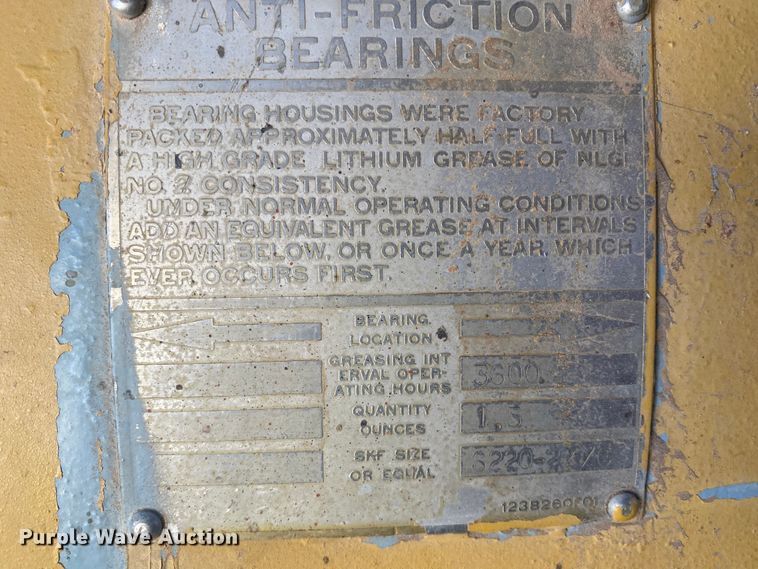 ANTI-FRICTION
BEARINGS
BEARING HOUSINGS WERE FACTORY
PACKED APPROXIMATELY HALF FULL WITH
A HIGH GRADE LITHIUM GREASE OF NLGI
NO. 2 CONSISTENCY.
UNDER NORMAL OPERATING CONDITIONS
ADD AN EQUIVALENT GREASE AT INTERVALS
SHOWN BELOW, OR ONCE A YEAR, WHICH
EVER OCCURS FIRST.
BEARING
LOCATION
GREASING INT
ERVAL OPER-
ATING HOURS
QUANTITY
OUNCES
1.5
SKF SIZE
OR EQUAL
1238260F01
Purple Wave Auction